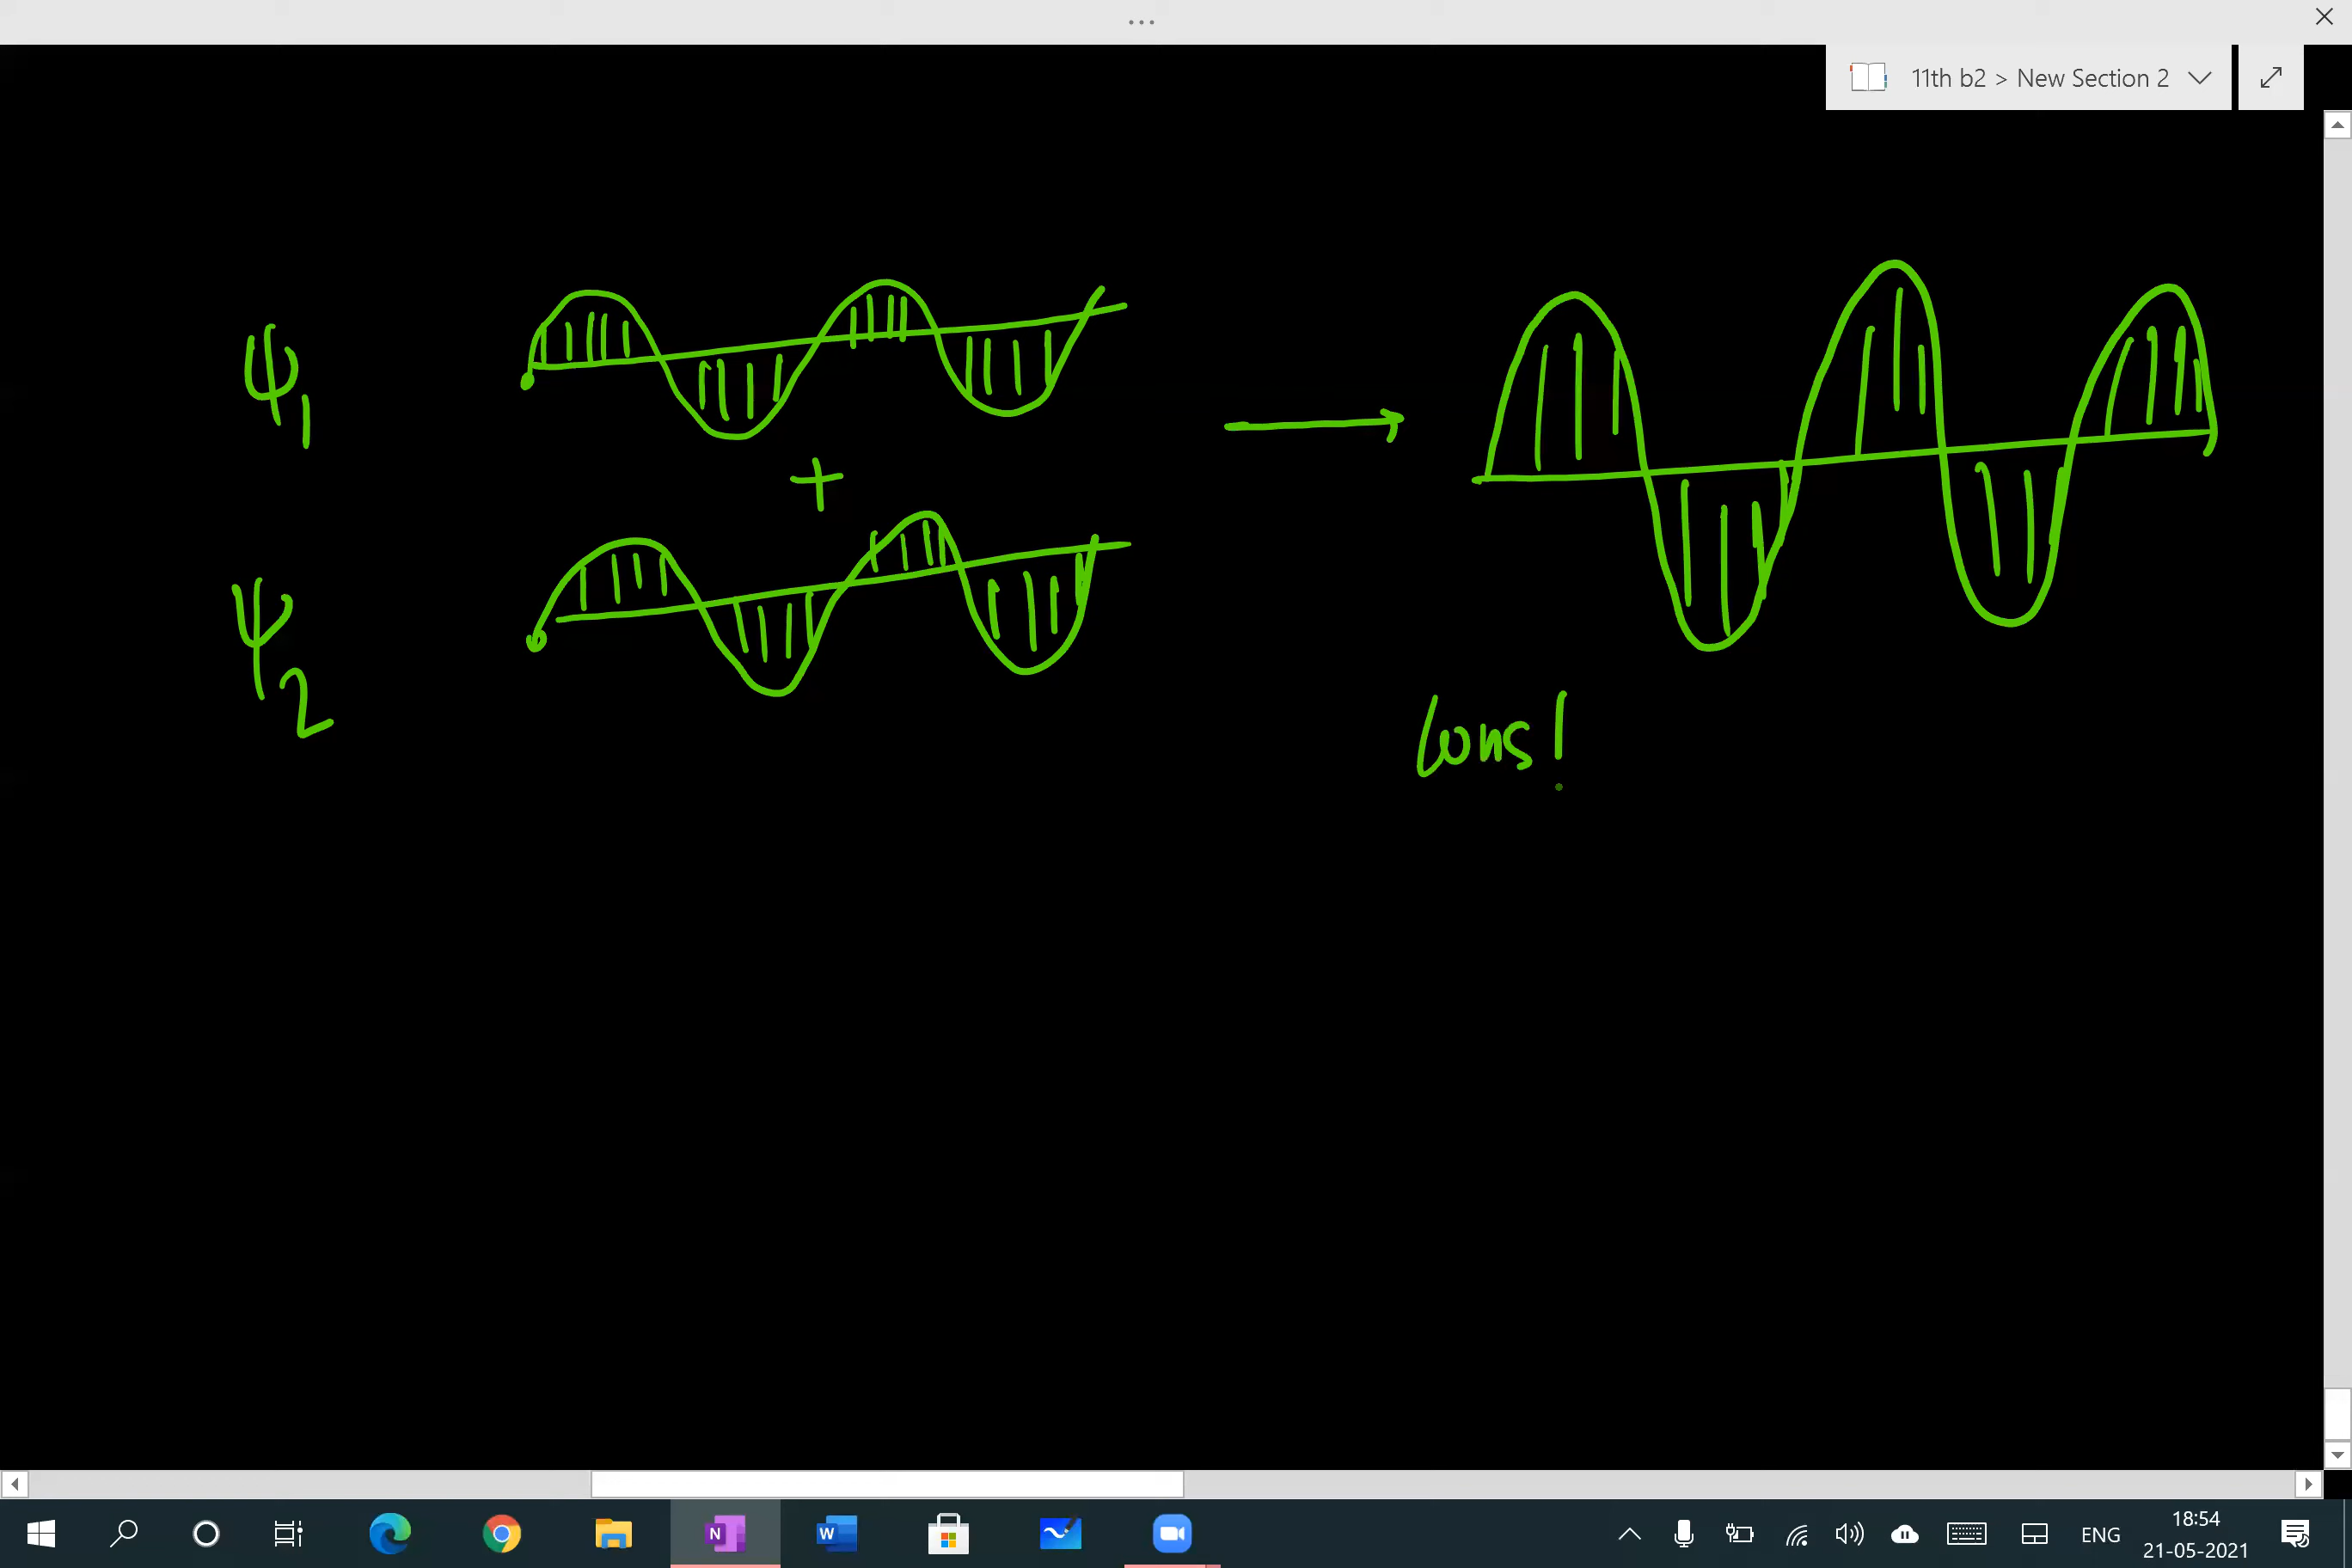 11th b2 > New Section 2
ψ1
+
ψ2
Cons!
ENG
18:54
21-05-2021